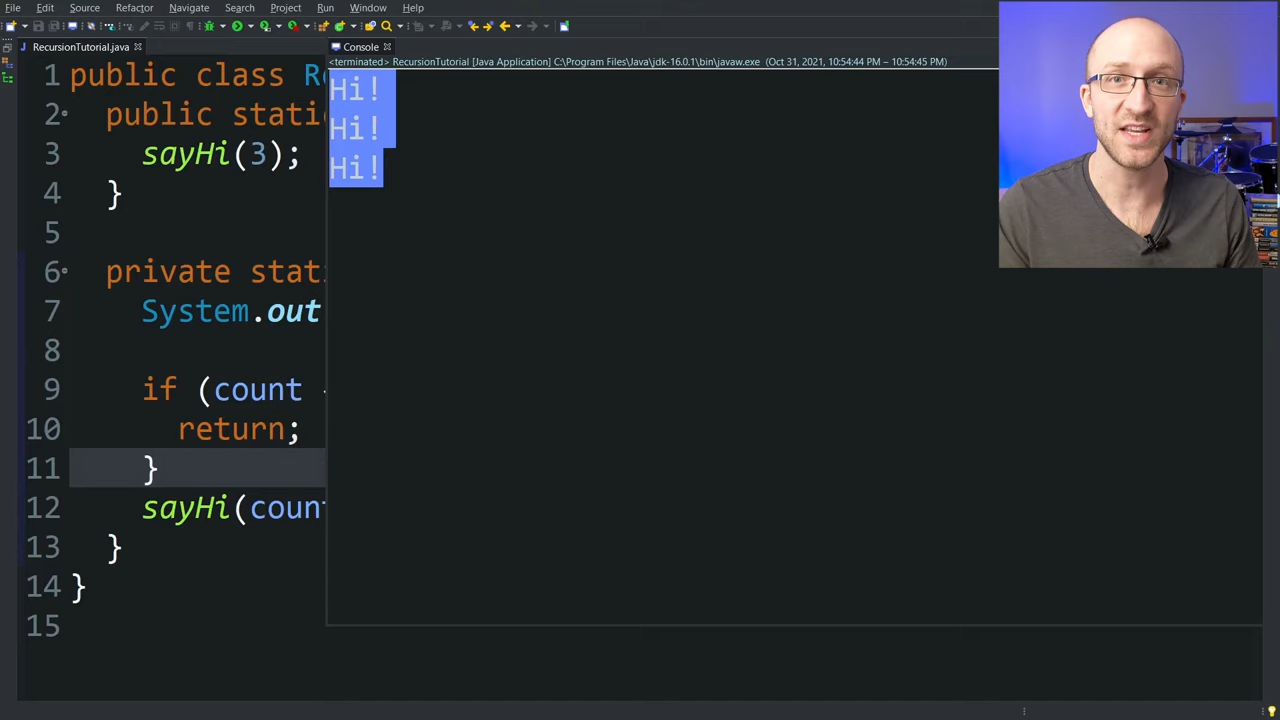 File Edit Source Refactor Navigate Search Project Run Window Help
RecursionTutorial.java
Console
<terminated> RecursionTutorial [Java Application] C:\Program Files\Java\jdk-16.0.1\bin\javaw.exe (Oct 31, 2021, 10:54:44 PM – 10:54:45 PM)
1 public class R
2 public stati
3 sayHi(3);
4 }
5
6 private stat
7 System.out
8
9 if (count
10 return;
11 }
12 sayHi(count
13 }
14 }
15
Hi!
Hi!
Hi!